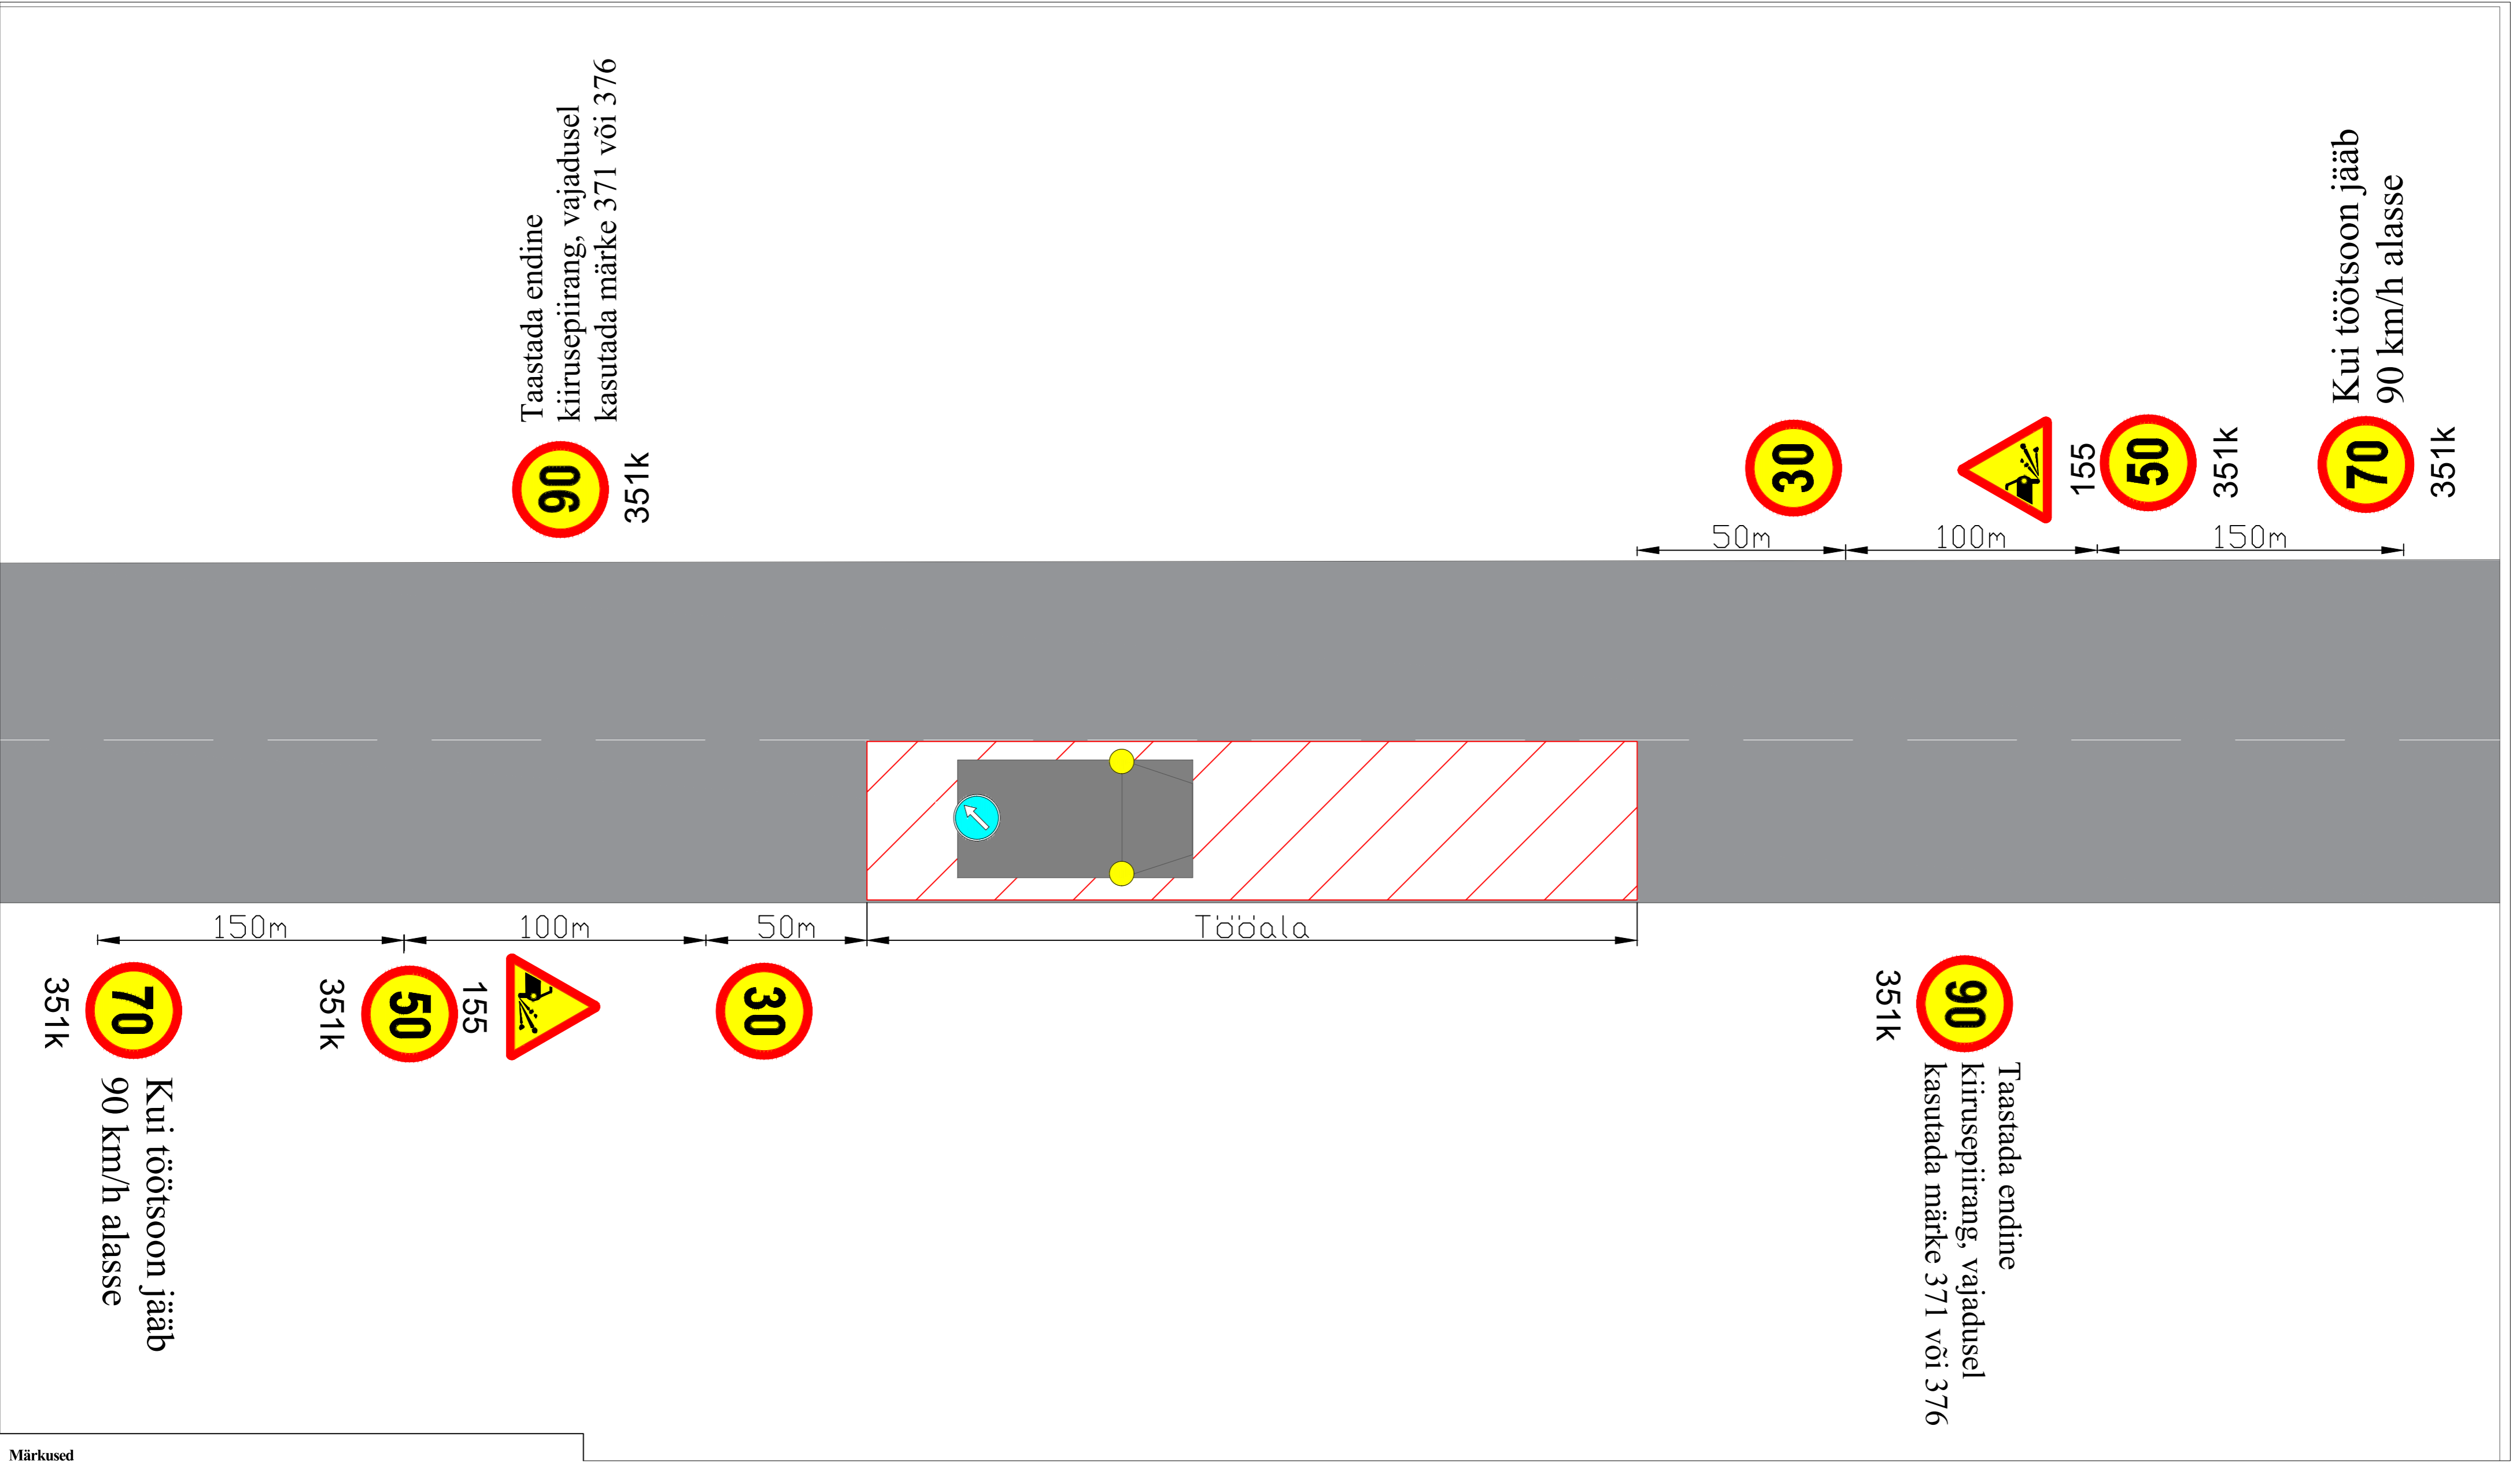 Taastada endine
kiirusepiirang, vajadusel
kasutada märke 371 või 376
90
351k
30
155
50
351k
Kui töötsoon jääb
90 km/h alasse
70
351k
50m
100m
150m
150m
100m
50m
Tööala
351k
70
Kui töötsoon jääb
90 km/h alasse
351k
50
155
30
351k
90
Taastada endine
kiirusepiirang, vajadusel
kasutada märke 371 või 376
Märkused